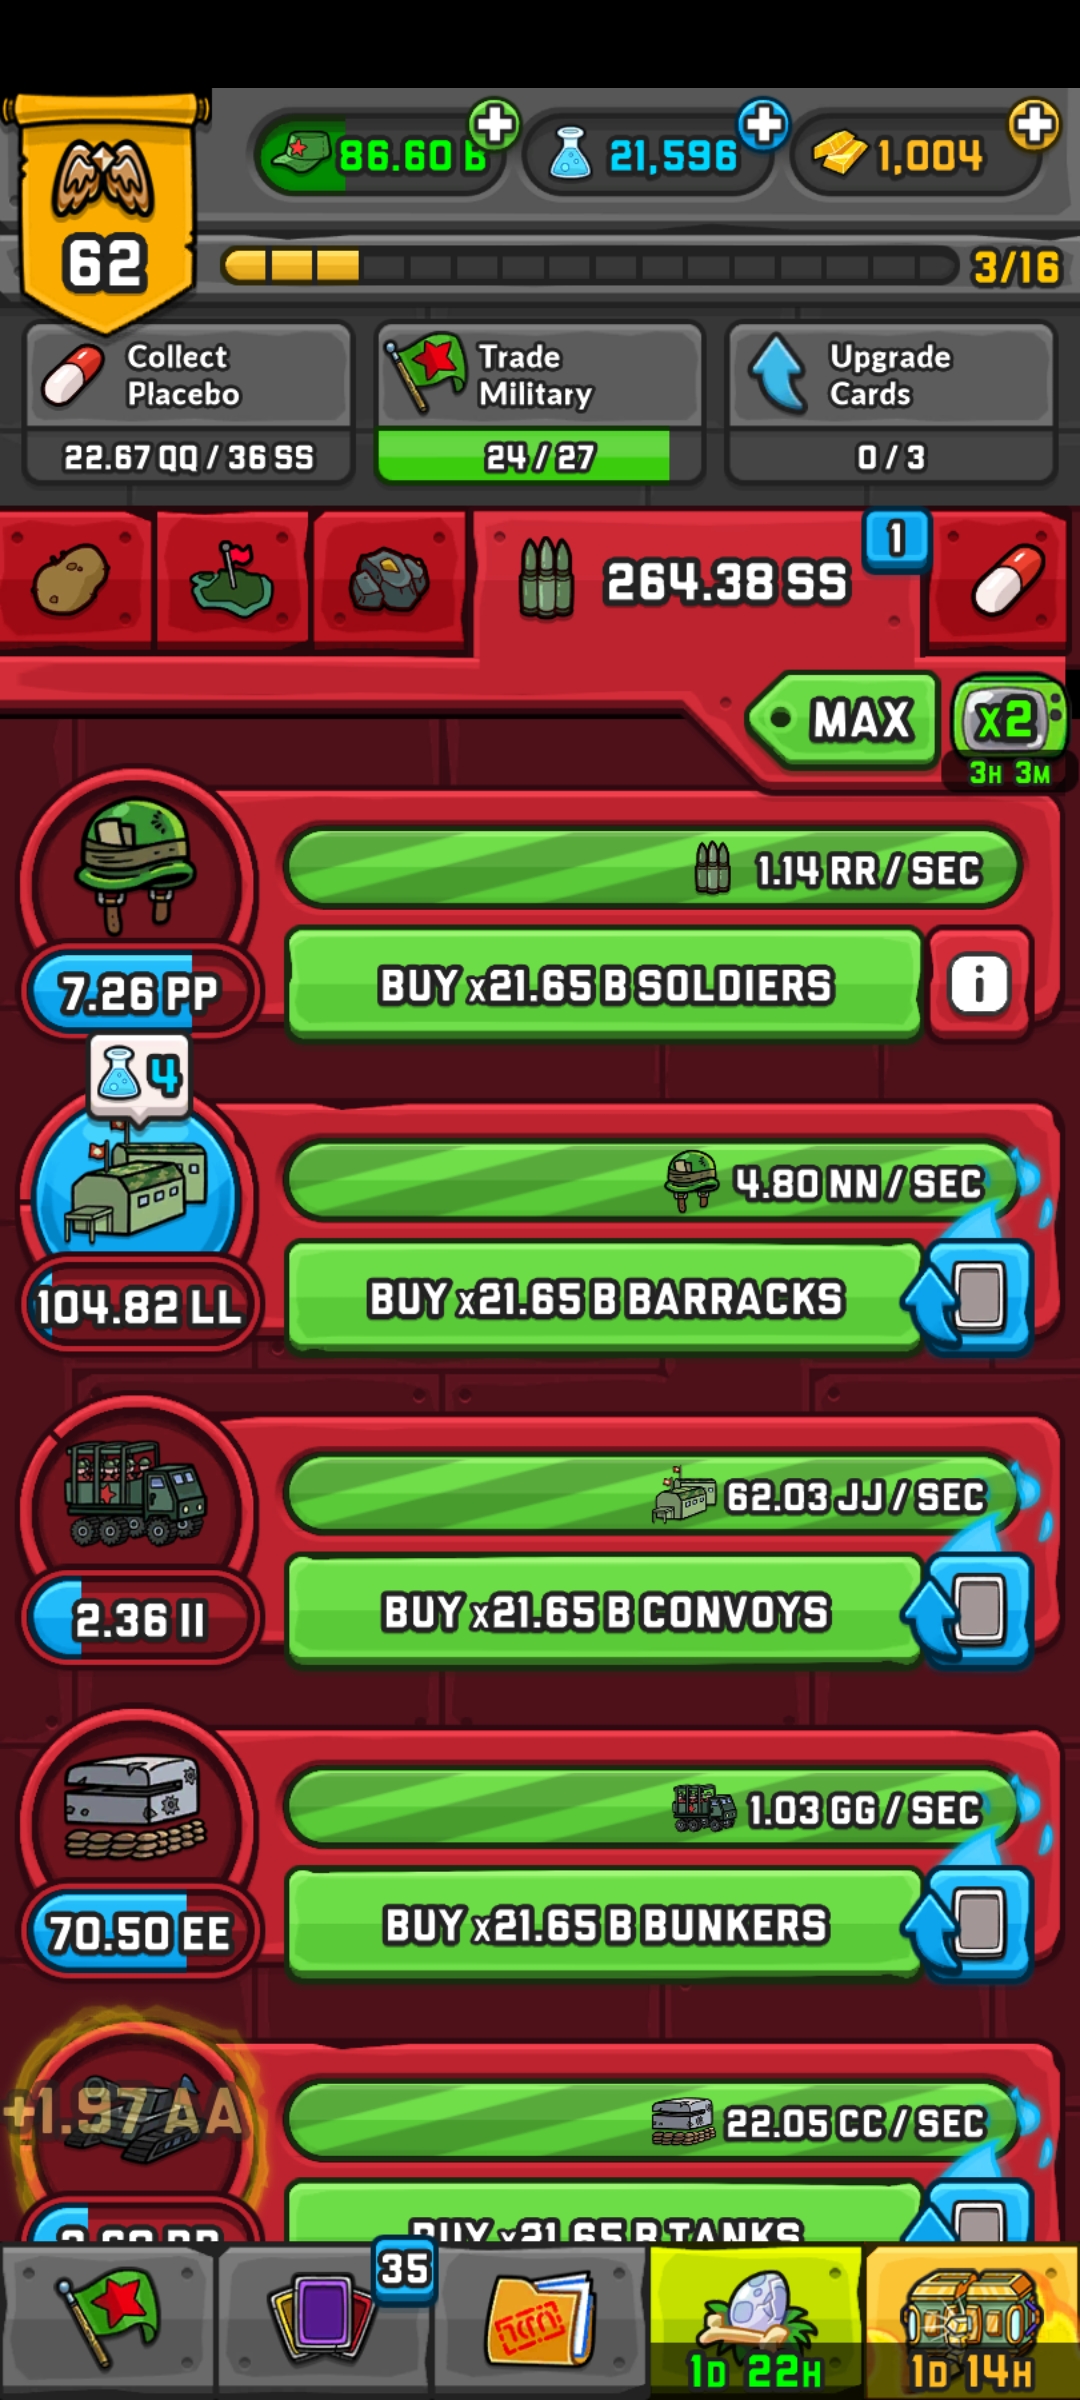 86.60 B
21,596
1,004
62
3/16
Collect
Placebo
22.67 QQ / 36 SS
Trade
Military
24 / 27
Upgrade
Cards
0 / 3
264.38 SS
1
MAX
x2
3H 3M
1.14 RR / SEC
7.26 PP
BUY x21.65 B SOLDIERS
i
4
4.80 NN / SEC
104.82 LL
BUY x21.65 B BARRACKS
62.03 JJ / SEC
2.36 II
BUY x21.65 B CONVOYS
1.03 GG / SEC
70.50 EE
BUY x21.65 B BUNKERS
+1.97 AA
22.05 CC / SEC
BUY x21.65 B TANKS
35
1D 22H
1D 14H